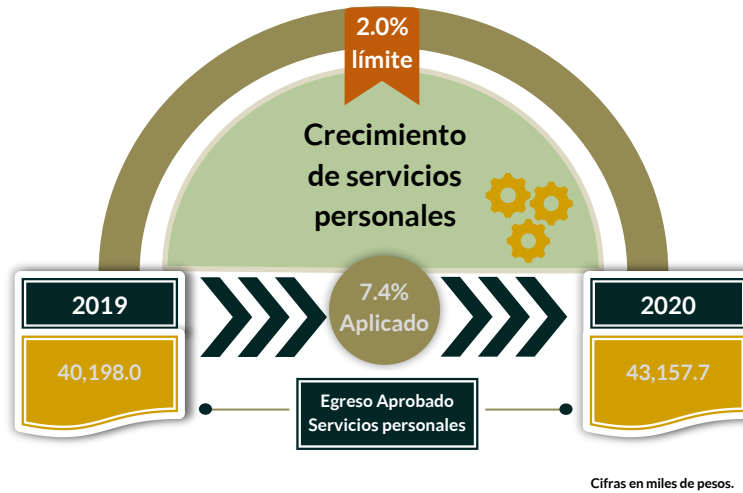 2.0%
límite
Crecimiento
de servicios
personales
2019
7.4%
Aplicado
2020
40,198.0
43,157.7
Egreso Aprobado
Servicios personales
Cifras en miles de pesos.